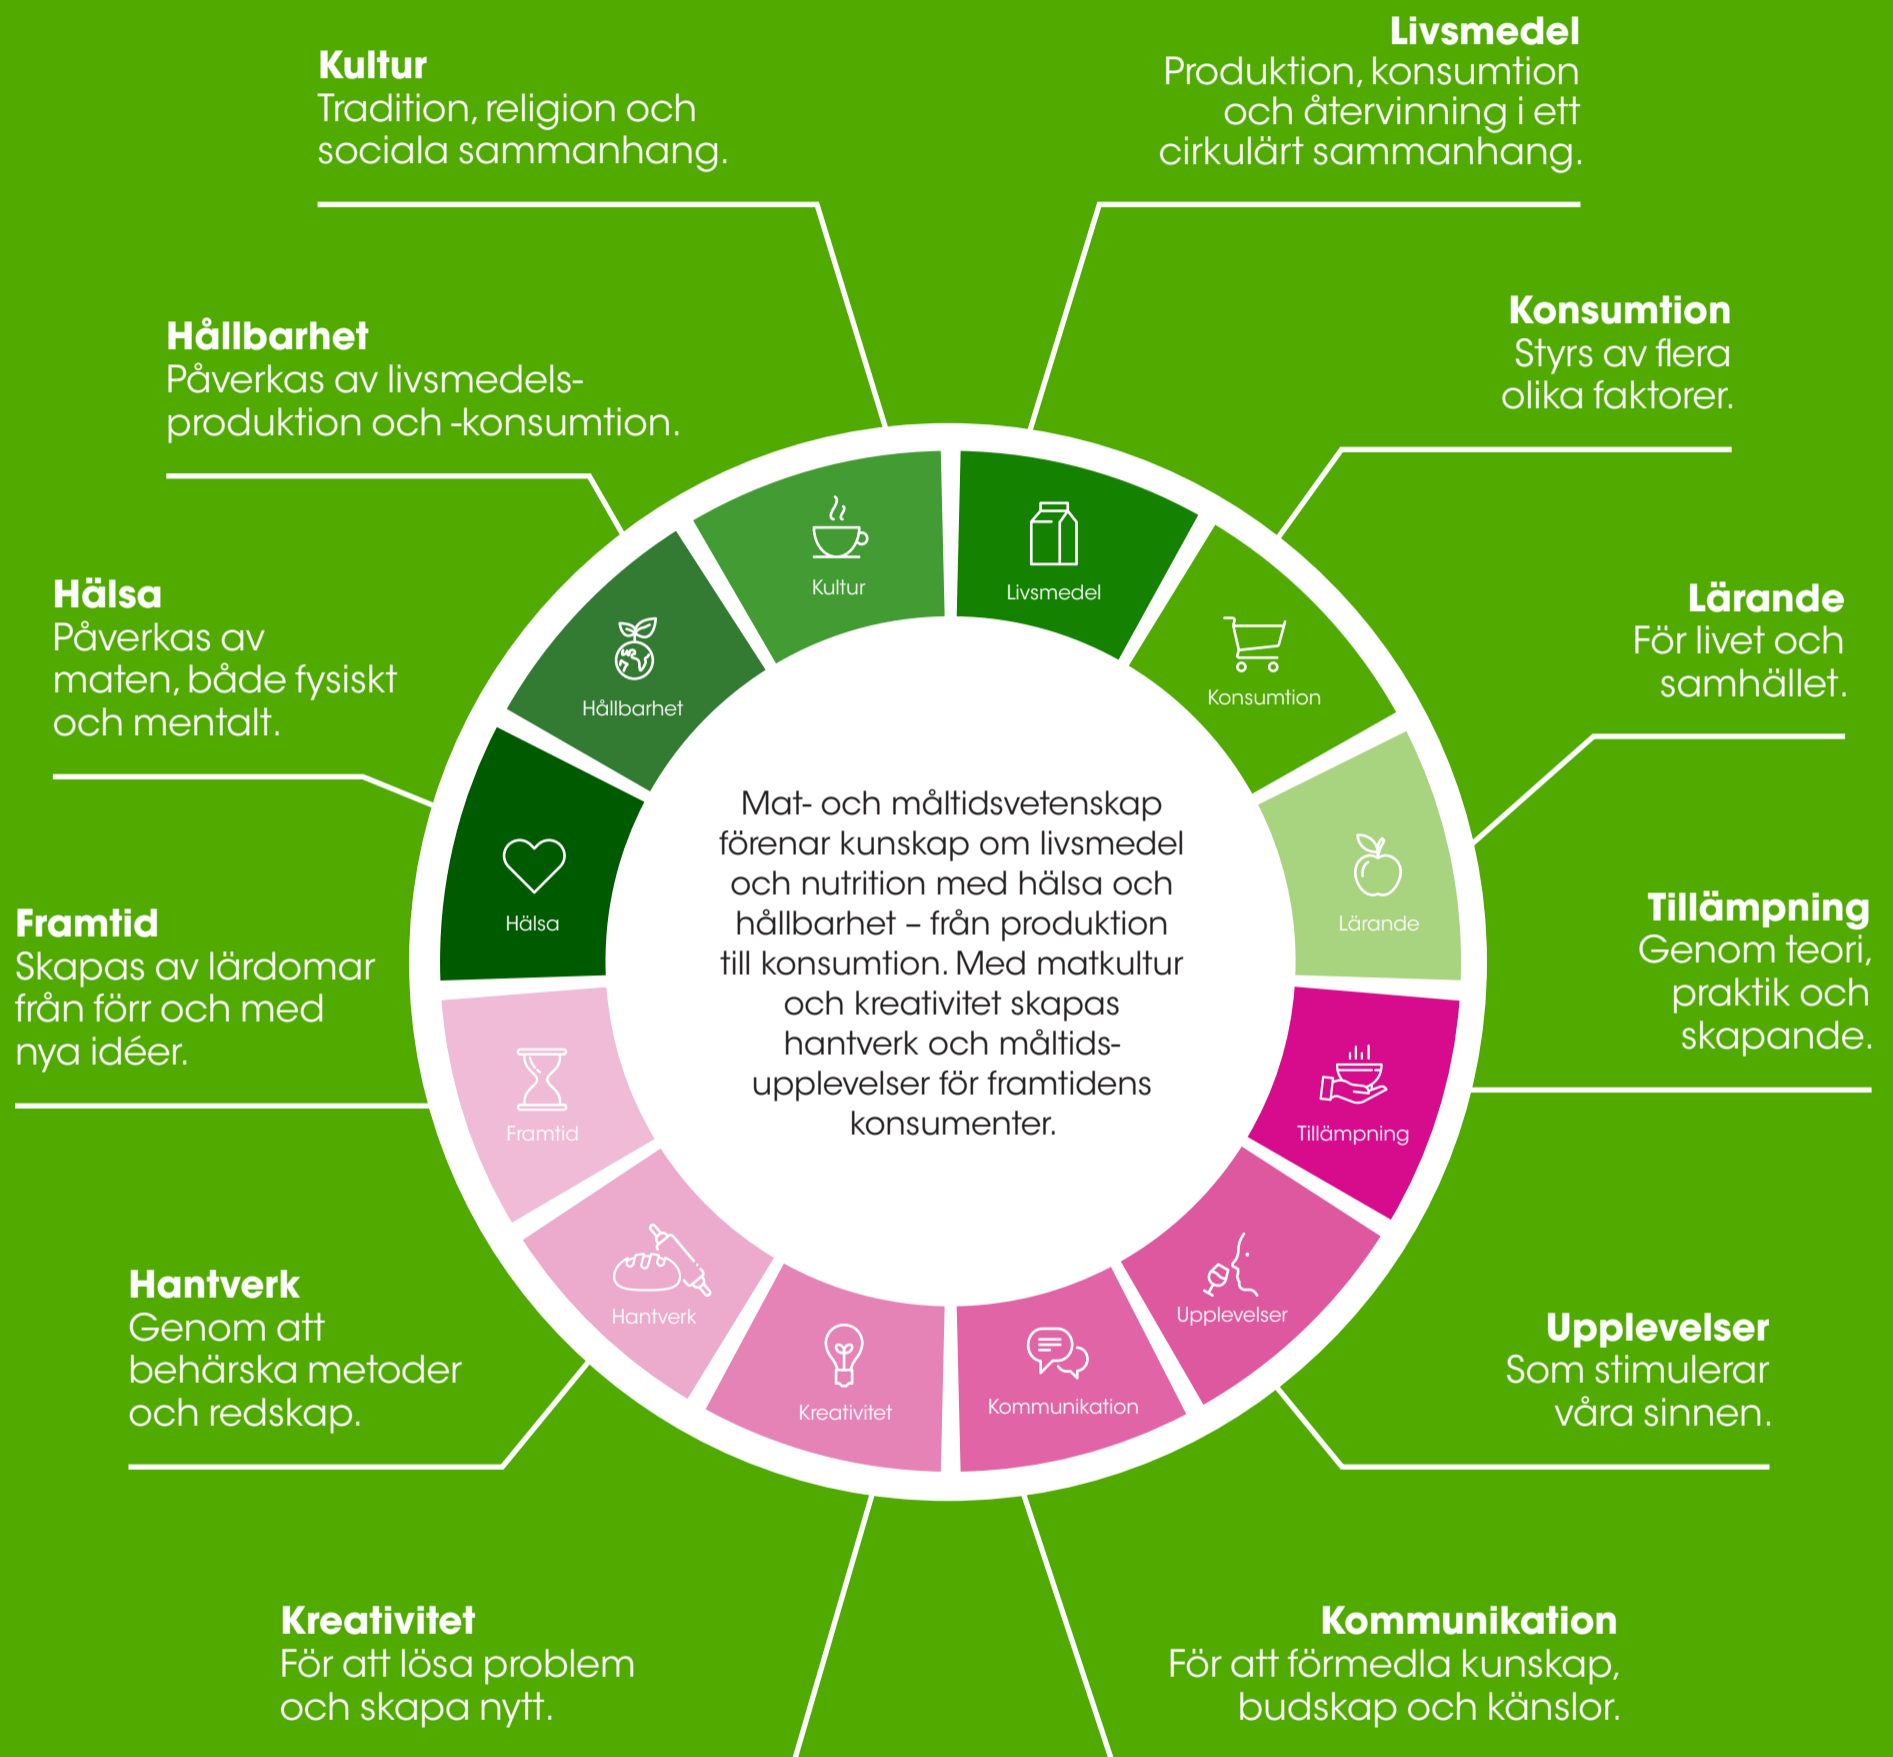 Kultur
Tradition, religion och
sociala sammanhang.
Livsmedel
Produktion, konsumtion
och återvinning i ett
cirkulärt sammanhang.
Hållbarhet
Påverkas av livsmedels-
produktion och -konsumtion.
Konsumtion
Styrs av flera
olika faktorer.
Hälsa
Påverkas av
maten, både fysiskt
och mentalt.
Lärande
För livet och
samhället.
Framtid
Skapas av lärdomar
från förr och med
nya idéer.
Tillämpning
Genom teori,
praktik och
skapande.
Hantverk
Genom att
behärska metoder
och redskap.
Upplevelser
Som stimulerar
våra sinnen.
Kreativitet
För att lösa problem
och skapa nytt.
Kommunikation
För att förmedla kunskap,
budskap och känslor.
Kultur
Livsmedel
Konsumtion
Lärande
Tillämpning
Upplevelser
Kommunikation
Kreativitet
Hantverk
Framtid
Hälsa
Hållbarhet
Mat- och måltidsvetenskap
förenar kunskap om livsmedel
och nutrition med hälsa och
hållbarhet – från produktion
till konsumtion. Med matkultur
och kreativitet skapas
hantverk och måltids-
upplevelser för framtidens
konsumenter.